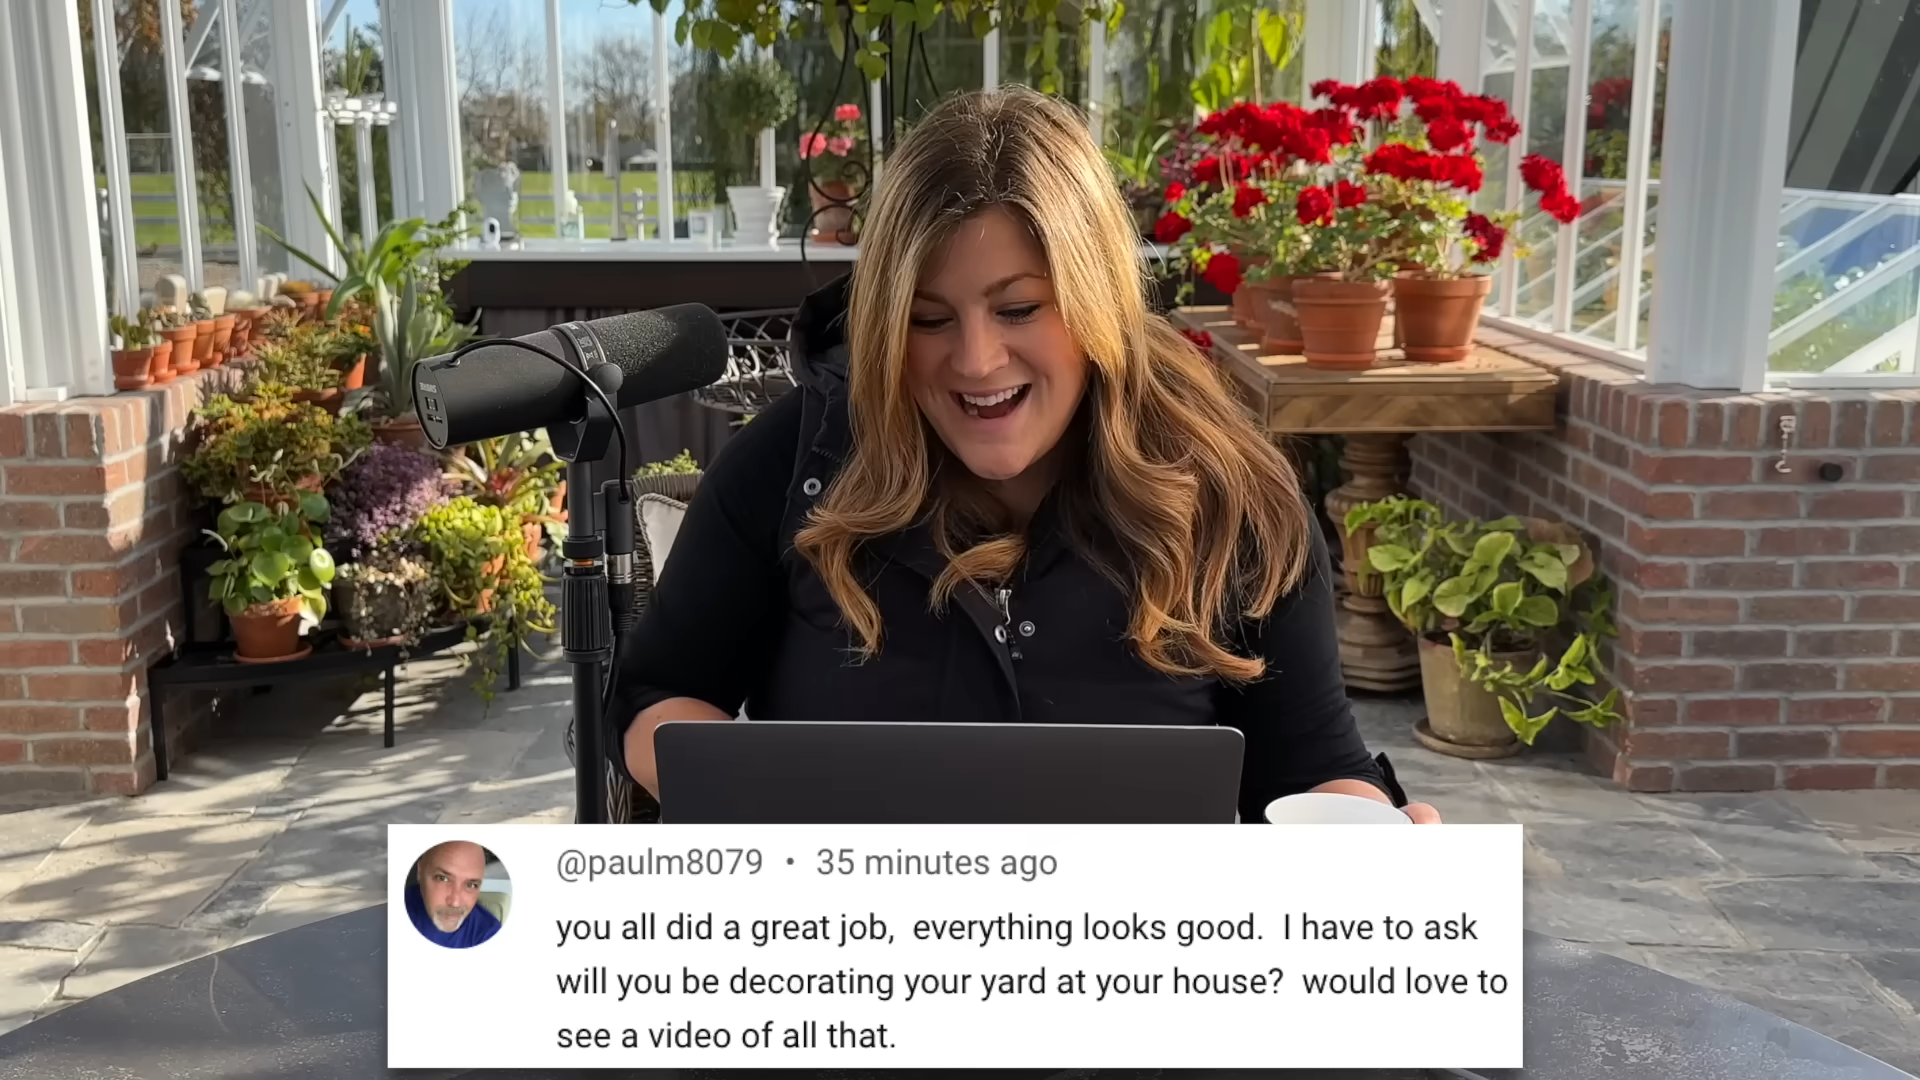 @paulm8079 • 35 minutes ago
you all did a great job,  everything looks good.  I have to ask
will you be decorating your yard at your house?  would love to
see a video of all that.